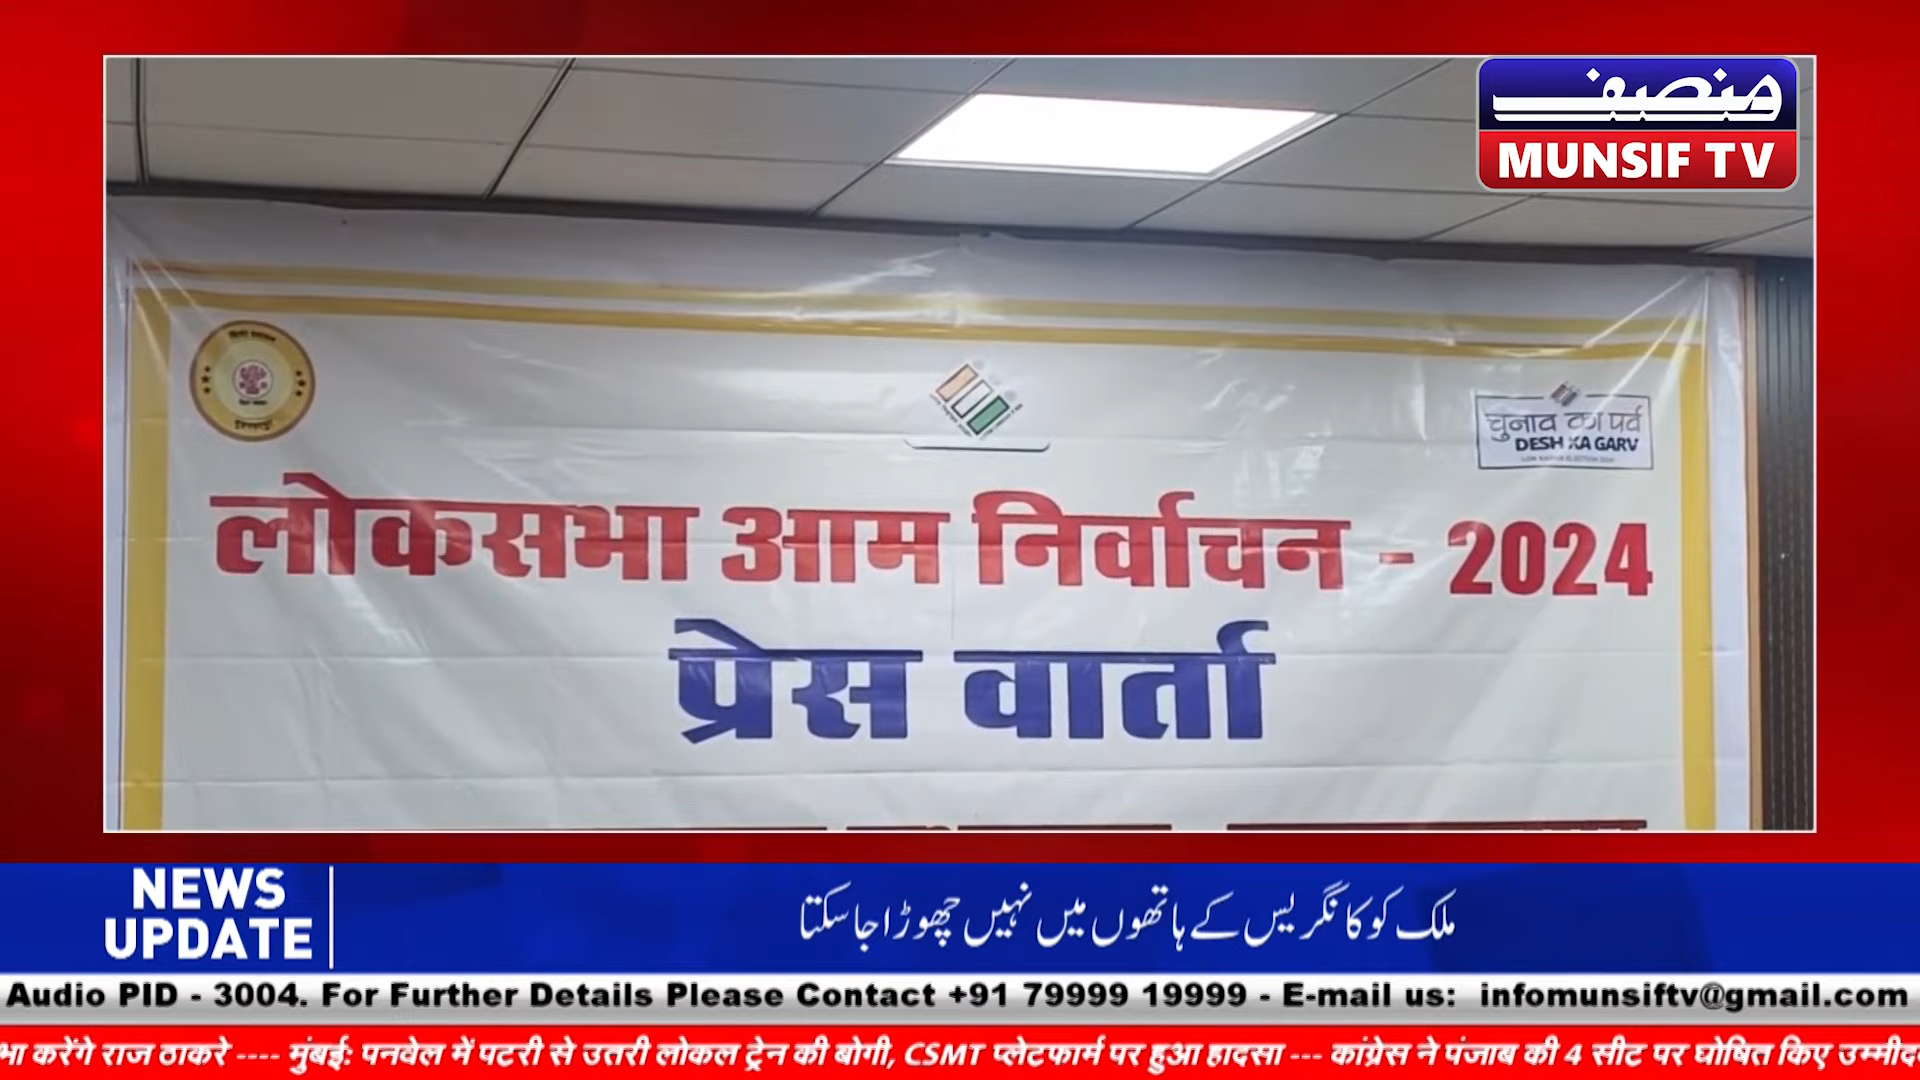 منصف
MUNSIF TV
चुनाव का पर्व
DESH KA GARV
लोकसभा आम निर्वाचन - 2024
प्रेस वार्ता
NEWS
UPDATE
ملک کو کانگریس کے ہاتھوں میں نہیں چھوڑا جا سکتا
Audio PID - 3004. For Further Details Please Contact +91 79999 19999 - E-mail us: infomunsiftv@gmail.com
भा करेंगे राज ठाकरे ---- मुंबई: पनवेल में पटरी से उतरी लोकल ट्रेन की बोगी, CSMT प्लेटफार्म पर हुआ हादसा --- कांग्रेस ने पंजाब की 4 सीट पर घोषित किए उम्मीद